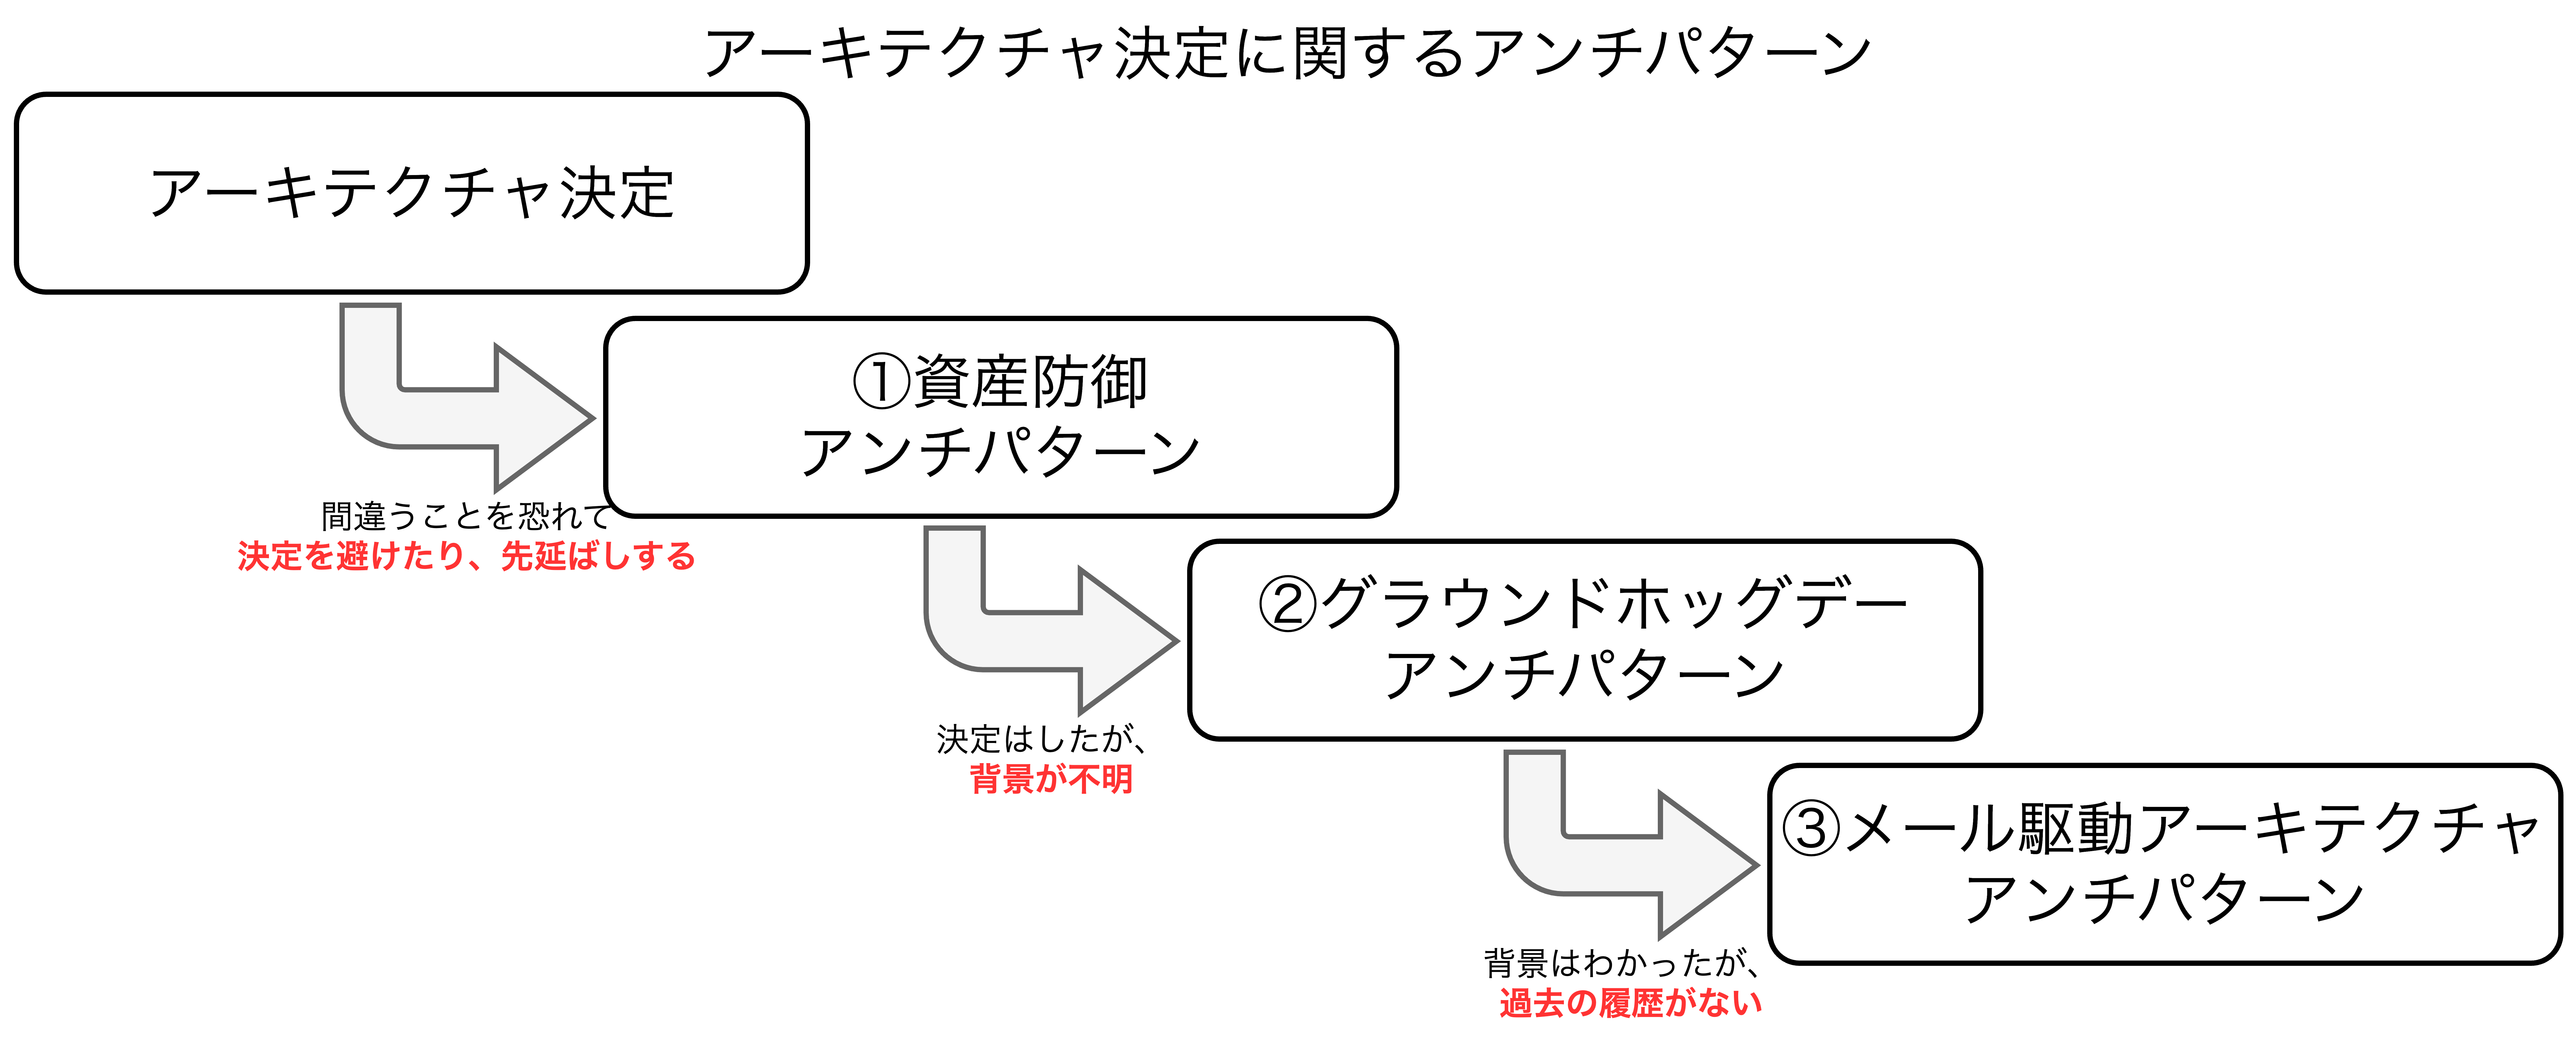 アーキテクチャ決定に関するアンチパターン
アーキテクチャ決定
①資産防御
アンチパターン
間違うことを恐れて
決定を避けたり、先延ばしする
②グラウンドホッグデー
アンチパターン
決定はしたが、
背景が不明
③メール駆動アーキテクチャ
アンチパターン
背景はわかったが、
過去の履歴がない